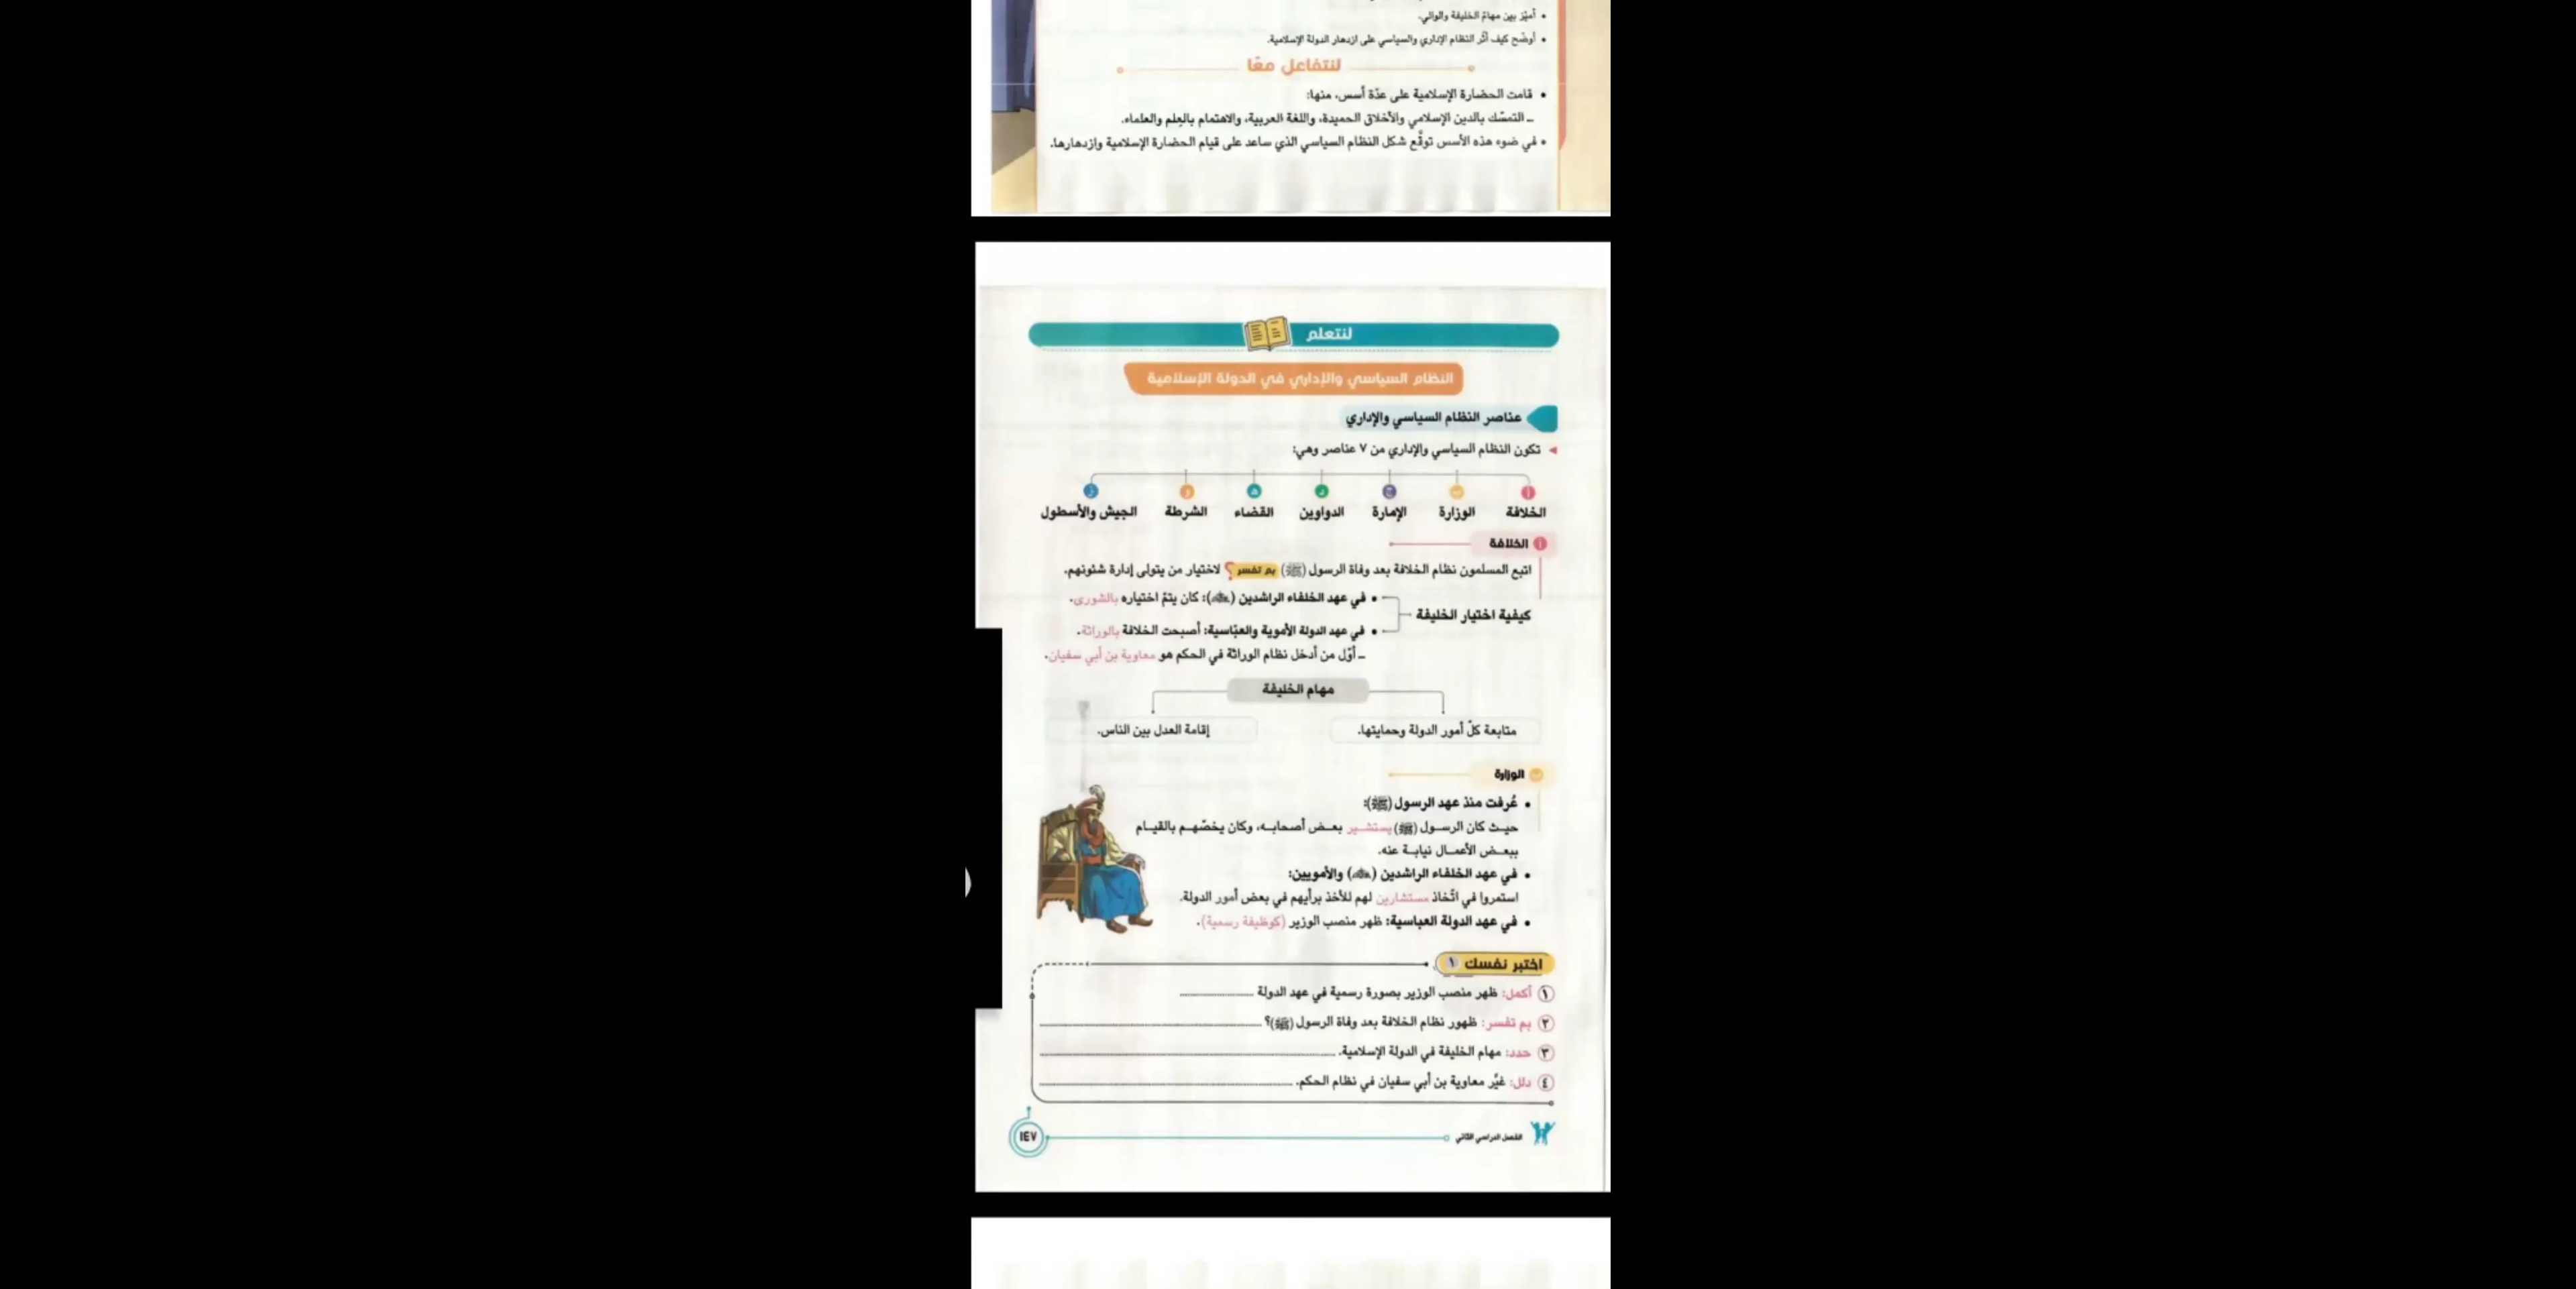 • أميّز بين مهام الخليفة والوالي.
• أوضّح كيف أثّر النظام الإداري والسياسي على ازدهار الدولة الإسلامية.
لنتفاعل معًا
• قامت الحضارة الإسلامية على عدّة أسس، منها:
ـ التمسّك بالدين الإسلامي والأخلاق الحميدة، واللغة العربية، والاهتمام بالعِلم والعلماء.
• في ضوء هذه الأسس توقَّع شكل النظام السياسي الذي ساعد على قيام الحضارة الإسلامية وازدهارها.
لنتعلم
النظام السياسي والإداري في الدولة الإسلامية
عناصر النظام السياسي والإداري
◄ تكون النظام السياسي والإداري من ٧ عناصر وهي:
أ ب ج د هـ و ز
الخلافة الوزارة الإمارة الدواوين القضاء الشرطة الجيش والأسطول
أ الخلافة
اتبع المسلمون نظام الخلافة بعد وفاة الرسول (ﷺ) بم تفسر؟ لاختيار من يتولى إدارة شئونهم.
• في عهد الخلفاء الراشدين (): كان يتمّ اختياره بالشورى.
كيفية اختيار الخليفة
• في عهد الدولة الأموية والعبّاسية: أصبحت الخلافة بالوراثة.
ـ أوّل من أدخل نظام الوراثة في الحكم هو معاوية بن أبي سفيان.
مهام الخليفة
متابعة كلّ أمور الدولة وحمايتها. إقامة العدل بين الناس.
ب الوزارة
• عُرفت منذ عهد الرسول (ﷺ):
حيث كان الرسول (ﷺ) يستشير بعض أصحابه، وكان يخصّهم بالقيام
ببعض الأعمال نيابة عنه.
• في عهد الخلفاء الراشدين () والأمويين:
استمروا في اتّخاذ مستشارين لهم للأخذ برأيهم في بعض أمور الدولة.
• في عهد الدولة العباسية: ظهر منصب الوزير (كوظيفة رسمية).
اختبر نفسك ١
١ أكمل: ظهر منصب الوزير بصورة رسمية في عهد الدولة ..........
٢ بم تفسر: ظهور نظام الخلافة بعد وفاة الرسول (ﷺ)؟ ..........
٣ حدد: مهام الخليفة في الدولة الإسلامية. ..........
٤ دلل: غيَّر معاوية بن أبي سفيان في نظام الحكم. ..........
الفصل الدراسي الثاني
١٤٧